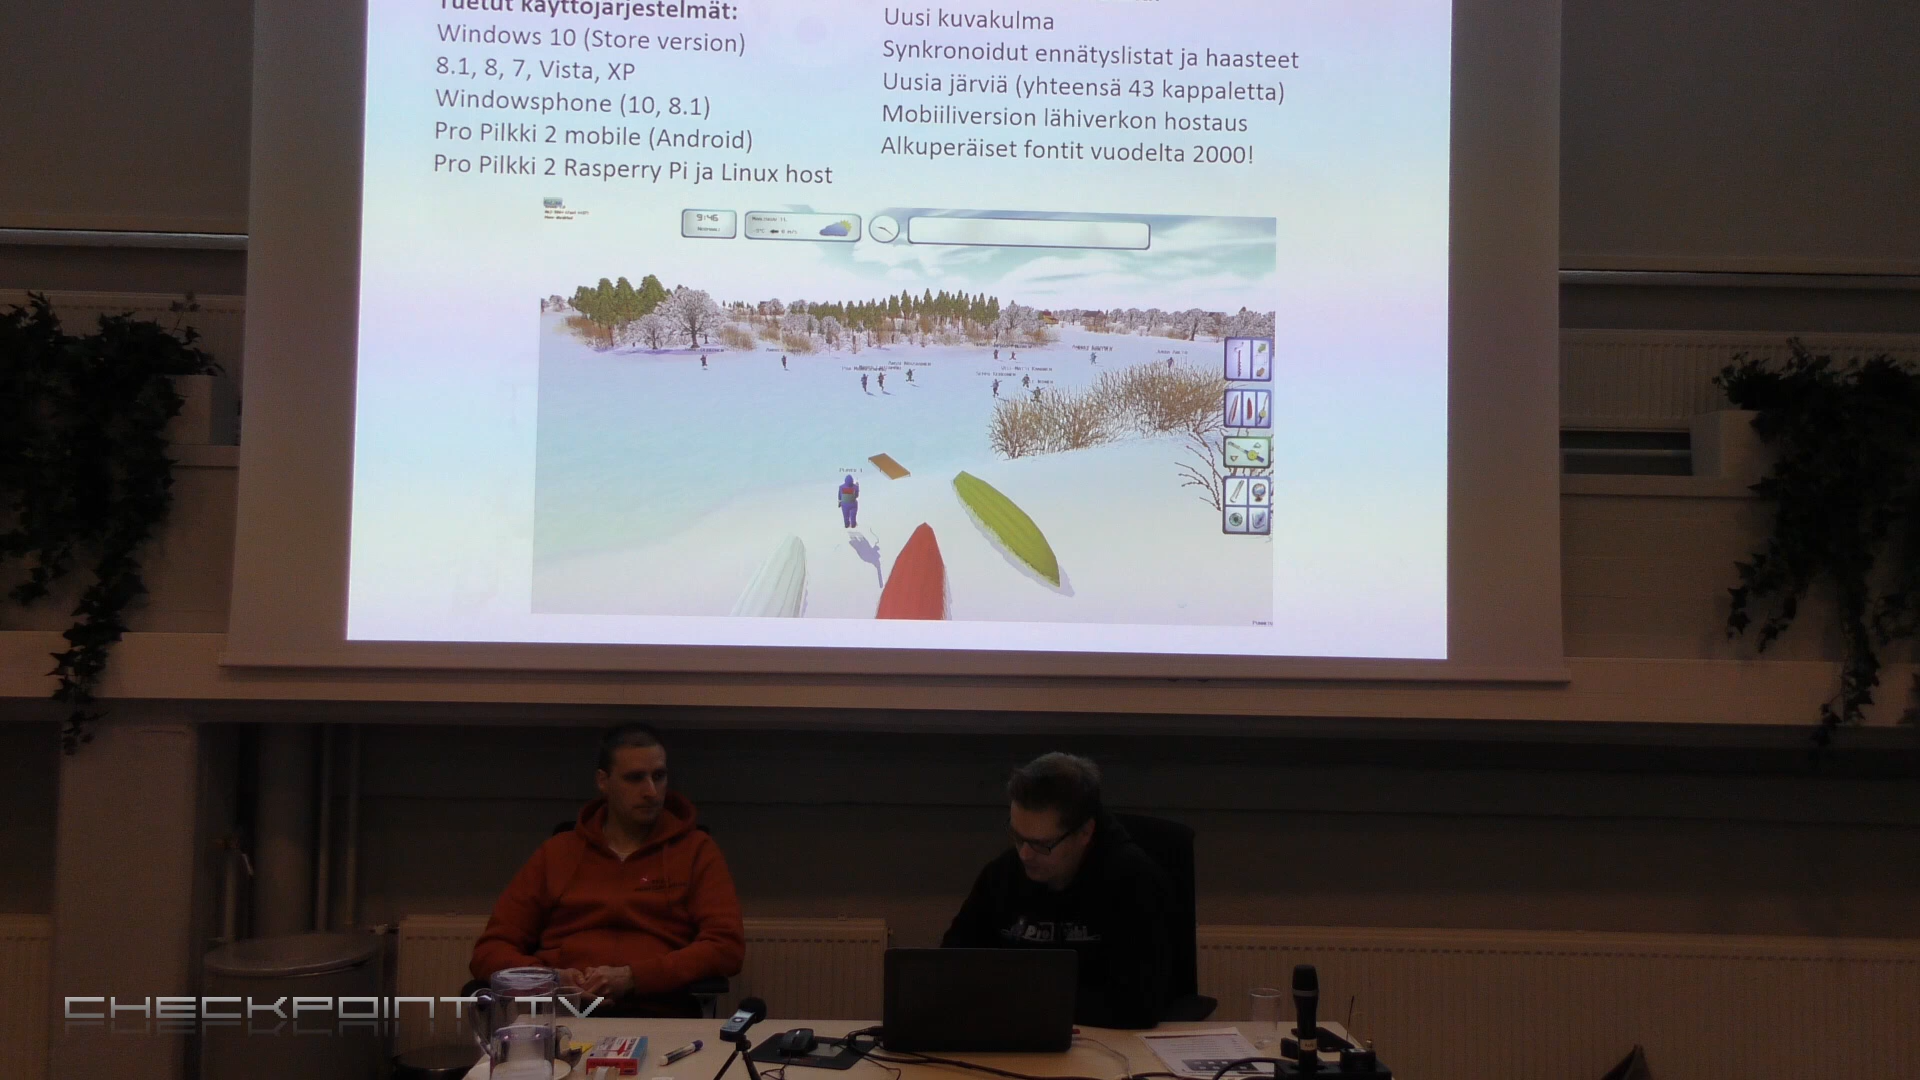 Tuetut käyttöjärjestelmät:
Windows 10 (Store version)
8.1, 8, 7, Vista, XP
Windowsphone (10, 8.1)
Pro Pilkki 2 mobile (Android)
Pro Pilkki 2 Rasperry Pi ja Linux host
Uusi kuvakulma
Synkronoidut ennätyslistat ja haasteet
Uusia järviä (yhteensä 43 kappaletta)
Mobiiliversion lähiverkon hostaus
Alkuperäiset fontit vuodelta 2000!
9:46
CHECKPOINT TV